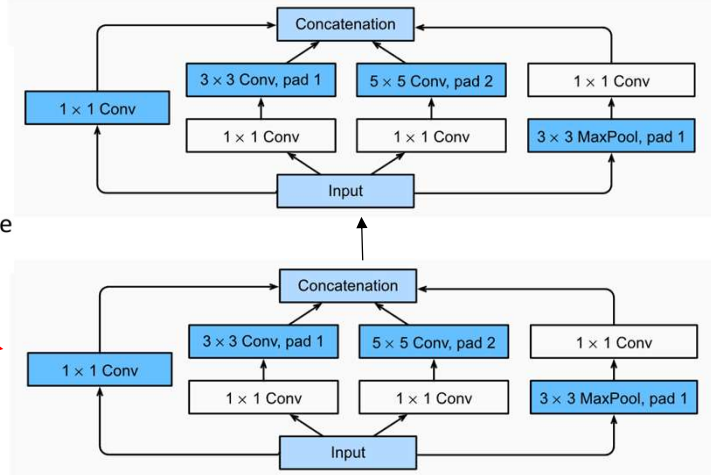 Concatenation
3 × 3 Conv, pad 1
5 × 5 Conv, pad 2
1 × 1 Conv
1 × 1 Conv
1 × 1 Conv
1 × 1 Conv
3 × 3 MaxPool, pad 1
Input
e
Concatenation
3 × 3 Conv, pad 1
5 × 5 Conv, pad 2
1 × 1 Conv
1 × 1 Conv
1 × 1 Conv
1 × 1 Conv
3 × 3 MaxPool, pad 1
Input